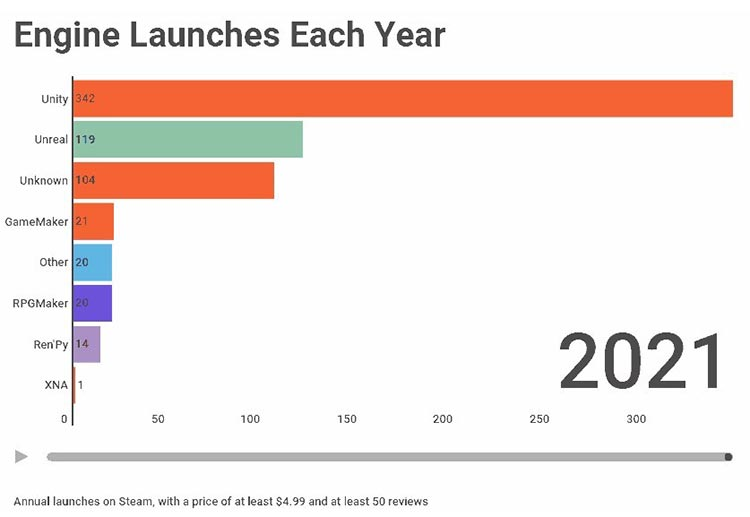 Engine Launches Each Year
Unity 342
Unreal 119
Unknown 104
GameMaker 21
Other 20
RPGMaker 20
Ren'Py 14
XNA 1
0 50 100 150 200 250 300
2021
Annual launches on Steam, with a price of at least $4.99 and at least 50 reviews